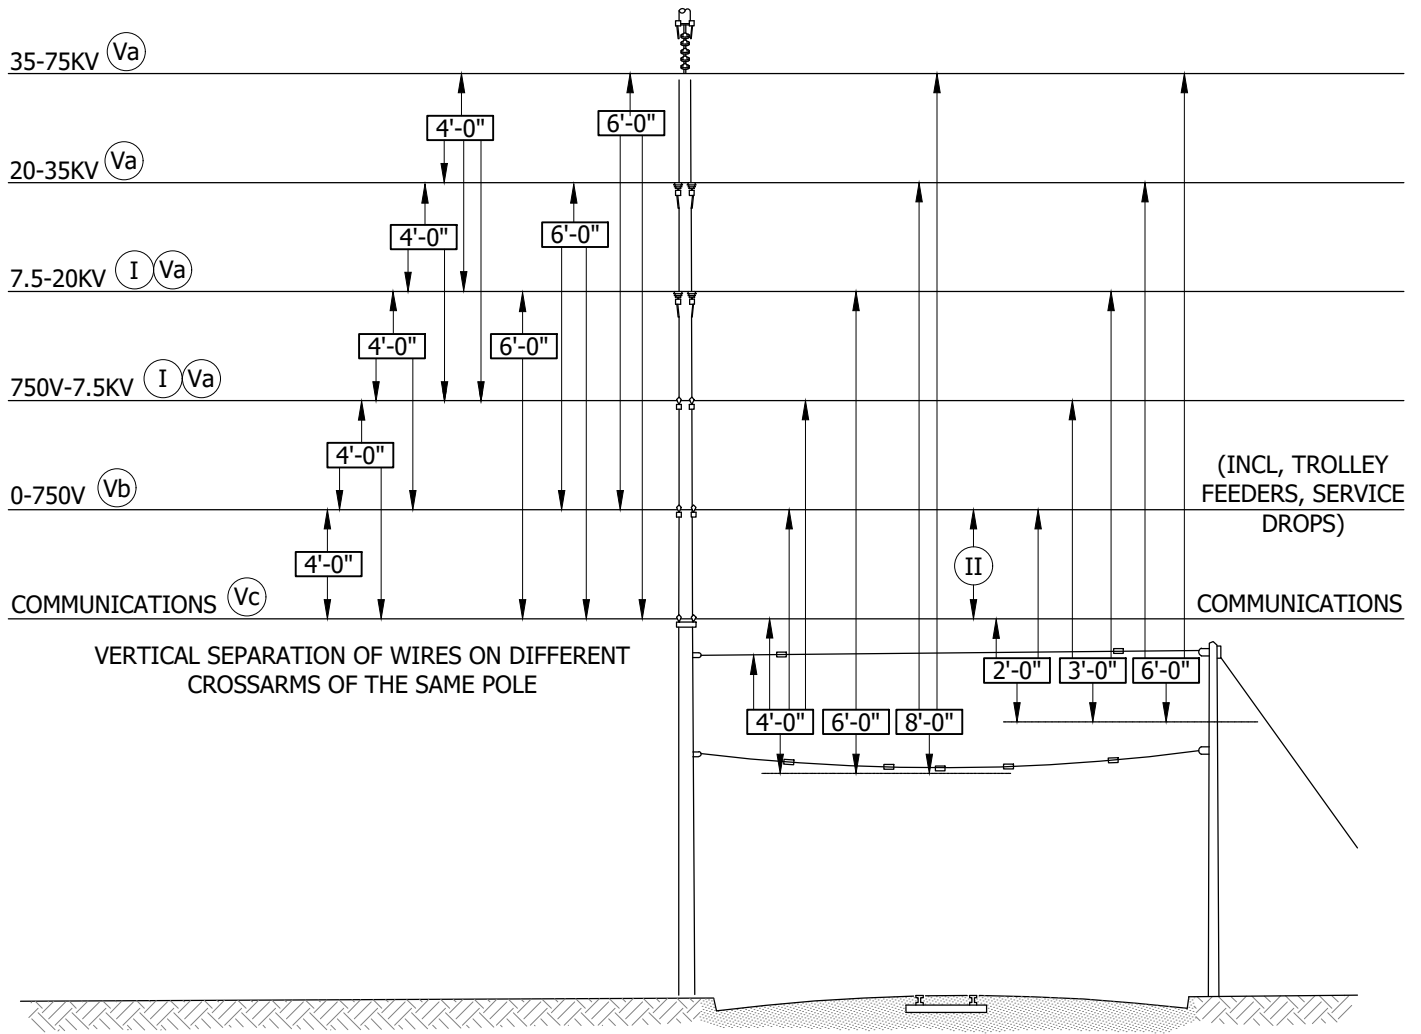 35-75KV Va
4'-0" 6'-0"
20-35KV Va
4'-0" 6'-0"
7.5-20KV I Va
4'-0" 6'-0"
750V-7.5KV I Va
4'-0"
(INCL, TROLLEY
FEEDERS, SERVICE
DROPS)
0-750V Vb
4'-0" II
COMMUNICATIONS Vc COMMUNICATIONS
VERTICAL SEPARATION OF WIRES ON DIFFERENT
CROSSARMS OF THE SAME POLE
2'-0" 3'-0" 6'-0"
4'-0" 6'-0" 8'-0"